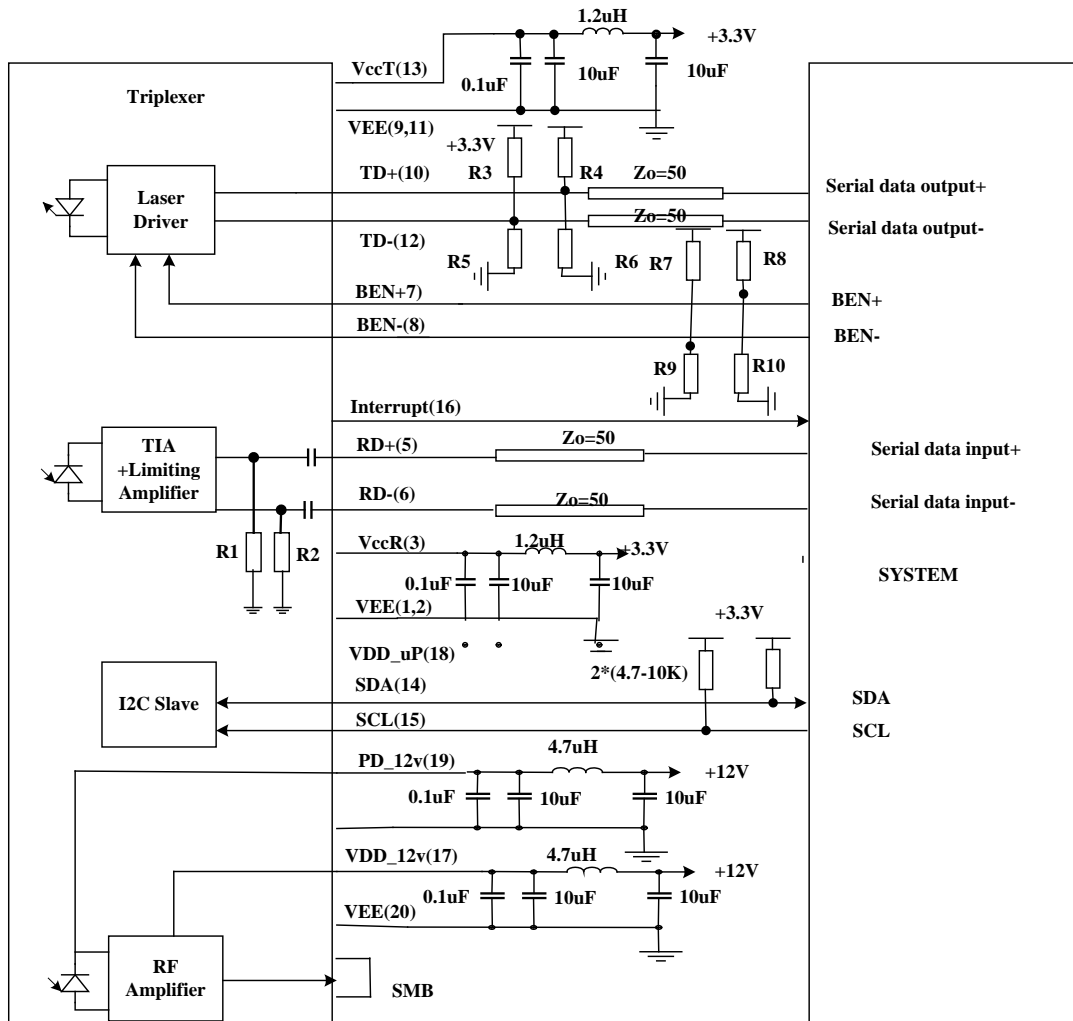 1.2uH
+3.3V
VccT(13)
0.1uF
10uF
10uF
Triplexer
VEE(9,11)
+3.3V
R3
R4
TD+(10)
Zo=50
Serial data output+
Laser
Driver
Zo=50
Serial data output-
TD-(12)
R5
R6
R7
R8
BEN+7)
BEN+
BEN-(8)
BEN-
R9
R10
Interrupt(16)
TIA
+Limiting
Amplifier
RD+(5)
Zo=50
Serial data input+
RD-(6)
Zo=50
Serial data input-
R1
R2
VccR(3)
1.2uH
+3.3V
0.1uF
10uF
10uF
SYSTEM
VEE(1,2)
+3.3V
VDD_uP(18)
2*(4.7-10K)
I2C Slave
SDA(14)
SDA
SCL(15)
SCL
4.7uH
PD_12v(19)
+12V
0.1uF
10uF
10uF
VDD_12v(17)
4.7uH
+12V
0.1uF
10uF
10uF
VEE(20)
RF
Amplifier
SMB